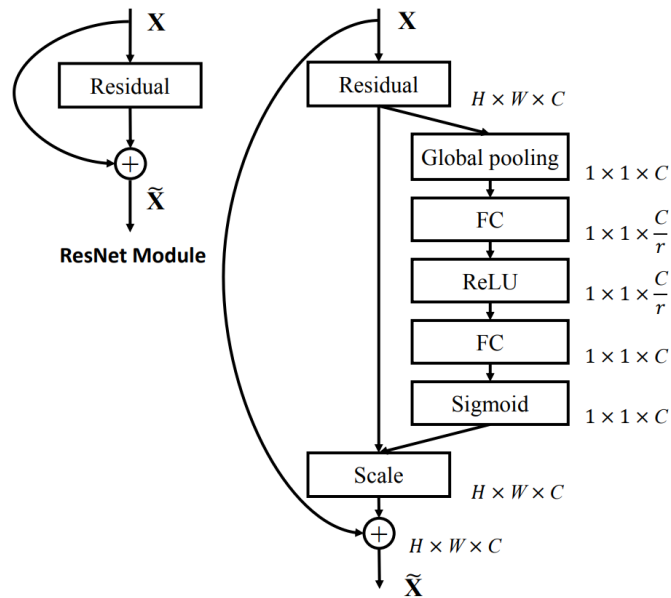 X
Residual
+
X̃
ResNet Module
X
Residual
H × W × C
Global pooling
1 × 1 × C
FC
1 × 1 × C/r
ReLU
1 × 1 × C/r
FC
1 × 1 × C
Sigmoid
1 × 1 × C
Scale
H × W × C
+
H × W × C
X̃